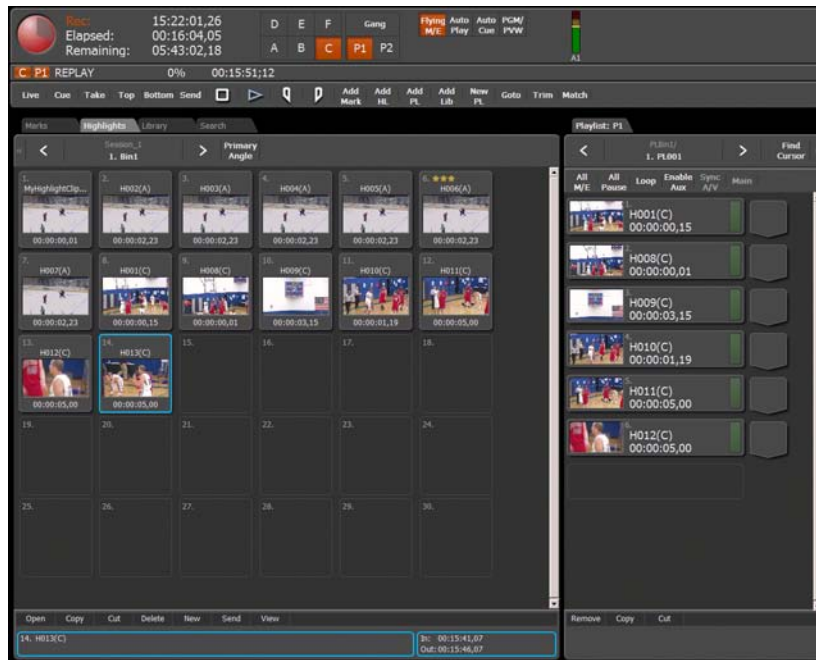 Rec: 15:22:01,26
Elapsed: 00:16:04,05
Remaining: 05:43:02,18
D E F Gang
A B C P1 P2
Flying M/E Auto Play Auto Cue PGM/ PVW
A1
C P1 REPLAY 0% 00:15:51;12
Live Cue Take Top Bottom Send Add Mark Add HL Add PL Add Lib New PL Goto Trim Match
Marks Highlights Library Search
Playlist: P1
< Session_1 > Primary Angle
1. Bin1
< PLBin1/ > Find Cursor
1. PL001
All M/E All Pause Loop Enable Aux Sync A/V Main
1. 2. 3. 4. 5. 6. ★★★
MyHighlightClip... H002(A) H003(A) H004(A) H005(A) H006(A)
00:00:00,01 00:00:02,23 00:00:02,23 00:00:02,23 00:00:02,23 00:00:02,23
7. 8. 9. 10. 11. 12.
H007(A) H001(C) H008(C) H009(C) H010(C) H011(C)
00:00:02,23 00:00:00,15 00:00:00,01 00:00:03,15 00:00:01,19 00:00:05,00
13. 14. 15. 16. 17. 18.
H012(C) H013(C)
00:00:05,00 00:00:05,00
19. 20. 21. 22. 23. 24.
25. 26. 27. 28. 29. 30.
H001(C)
00:00:00,15
H008(C)
00:00:00,01
H009(C)
00:00:03,15
H010(C)
00:00:01,19
H011(C)
00:00:05,00
H012(C)
00:00:05,00
Open Copy Cut Delete New Send View
Remove Copy Cut
14. H013(C)
In: 00:15:41,07
Out: 00:15:46,07